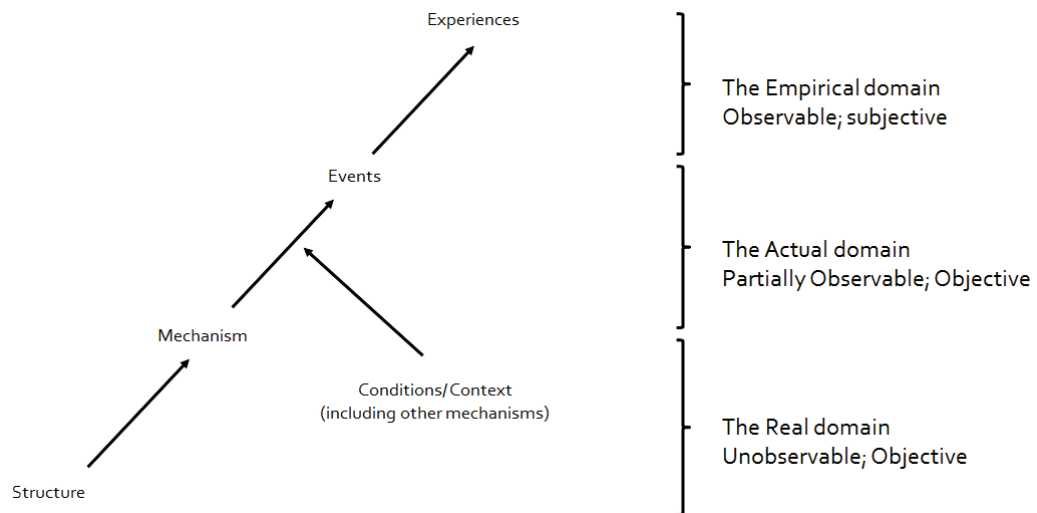 Experiences
The Empirical domain
Observable; subjective
Events
The Actual domain
Partially Observable; Objective
Mechanism
Conditions/Context
(including other mechanisms)
The Real domain
Unobservable; Objective
Structure